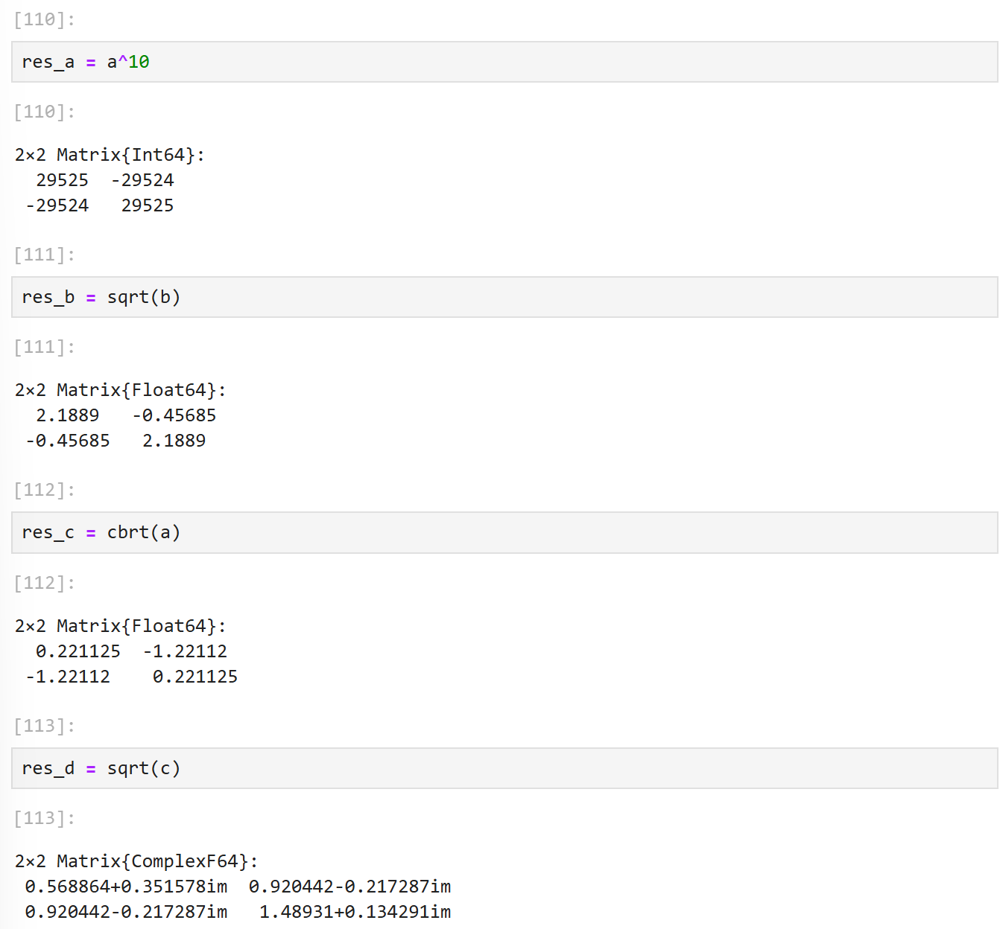 [110]:
res_a = a^10
[110]:
2×2 Matrix{Int64}:
  29525  -29524
 -29524   29525
[111]:
res_b = sqrt(b)
[111]:
2×2 Matrix{Float64}:
  2.1889   -0.45685
 -0.45685   2.1889
[112]:
res_c = cbrt(a)
[112]:
2×2 Matrix{Float64}:
  0.221125  -1.22112
 -1.22112    0.221125
[113]:
res_d = sqrt(c)
[113]:
2×2 Matrix{ComplexF64}:
 0.568864+0.351578im  0.920442-0.217287im
 0.920442-0.217287im   1.48931+0.134291im